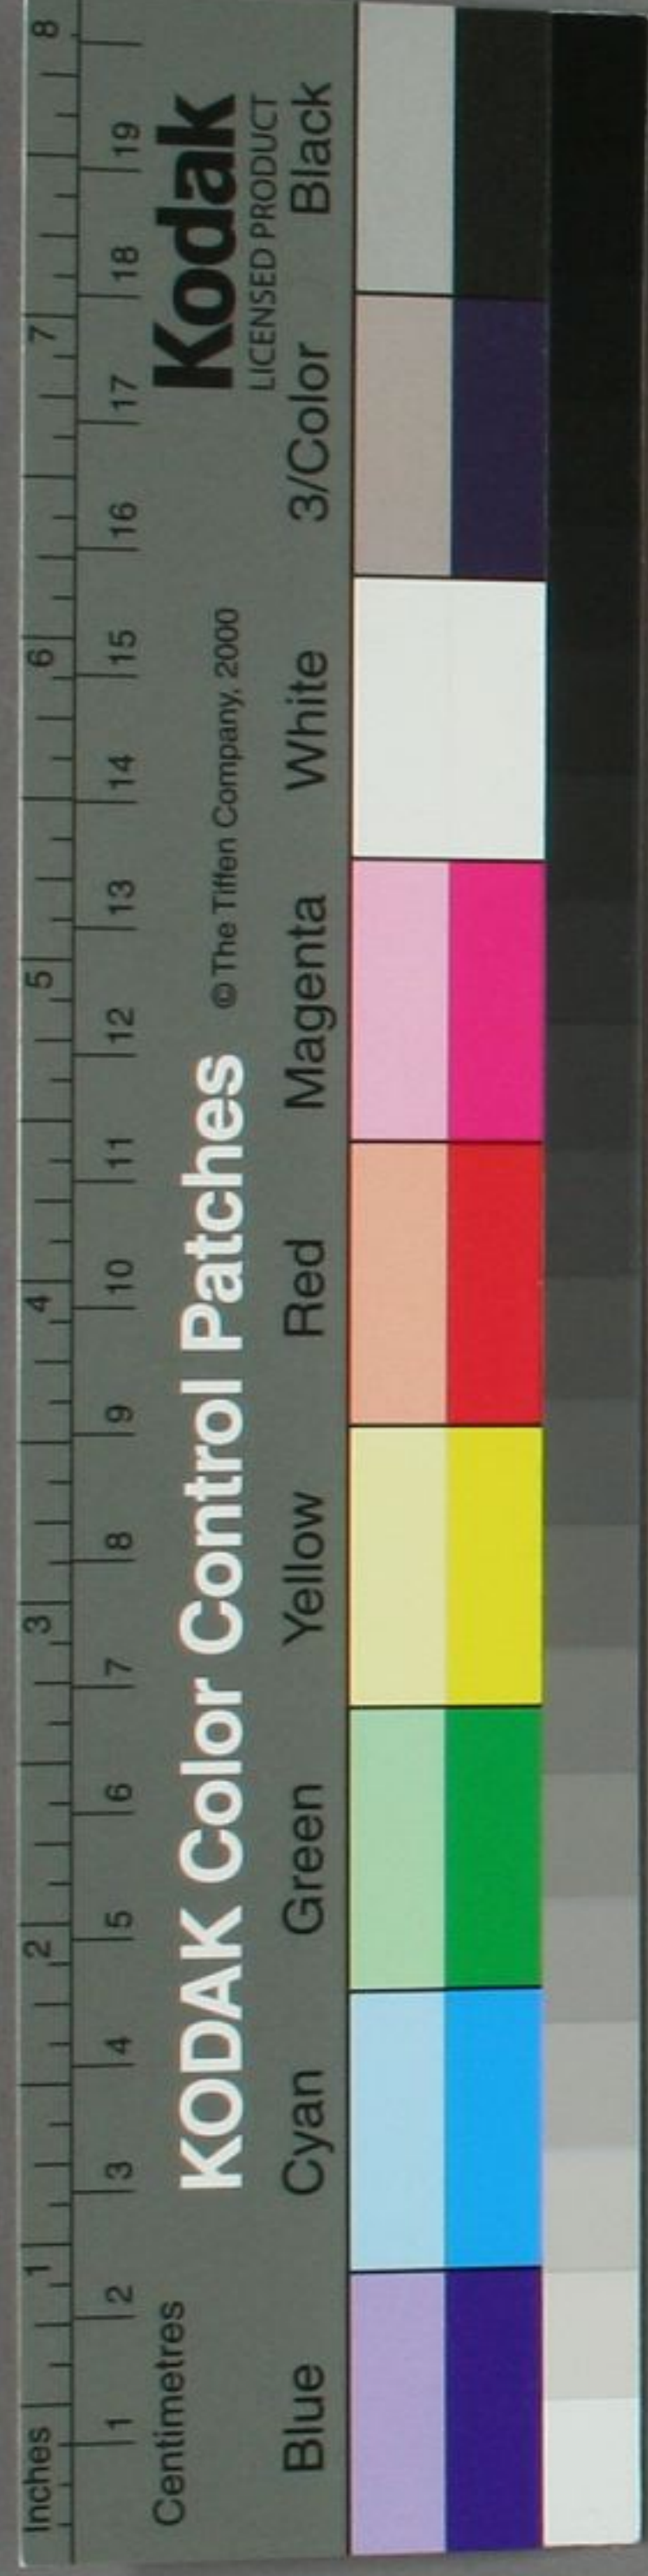 Inches 1 2 3 4 5 6 7 8
1 2 3 4 5 6 7 8 9 10 11 12 13 14 15 16 17 18 19
Centimetres
KODAK Color Control Patches © The Tiffen Company, 2000 Kodak
LICENSED PRODUCT
Blue Cyan Green Yellow Red Magenta White 3/Color Black